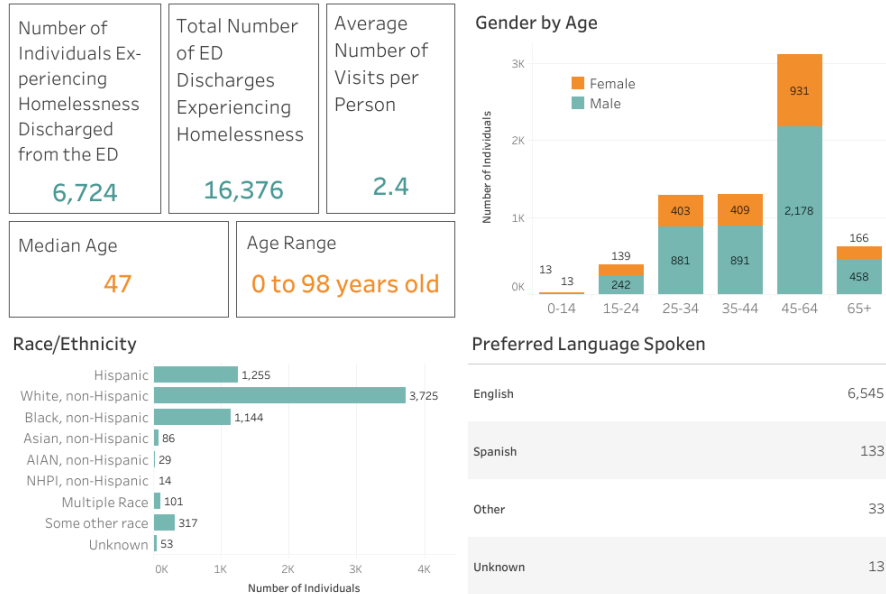 Number of
Individuals Ex-
periencing
Homelessness
Discharged
from the ED
6,724
Total Number
of ED
Discharges
Experiencing
Homelessness
16,376
Average
Number of
Visits per
Person
2.4
Median Age
47
Age Range
0 to 98 years old
Gender by Age
Female
Male
Number of Individuals
3K
2K
1K
0K
13
13
139
242
403
881
409
891
931
2,178
166
458
0-14
15-24
25-34
35-44
45-64
65+
Race/Ethnicity
Hispanic 1,255
White, non-Hispanic 3,725
Black, non-Hispanic 1,144
Asian, non-Hispanic 86
AIAN, non-Hispanic 29
NHPI, non-Hispanic 14
Multiple Race 101
Some other race 317
Unknown 53
0K 1K 2K 3K 4K
Number of Individuals
Preferred Language Spoken
English 6,545
Spanish 133
Other 33
Unknown 13